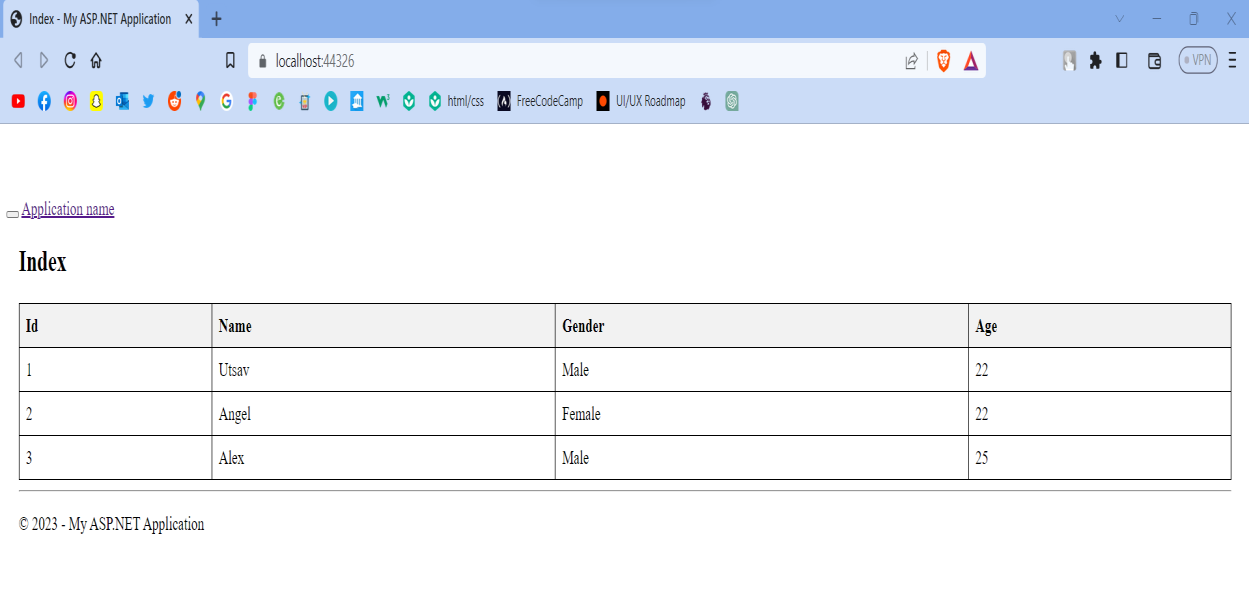 Index - My ASP.NET Application
localhost:44326
VPN
html/css FreeCodeCamp UI/UX Roadmap
Application name
Index
Id Name Gender Age
1 Utsav Male 22
2 Angel Female 22
3 Alex Male 25
© 2023 - My ASP.NET Application